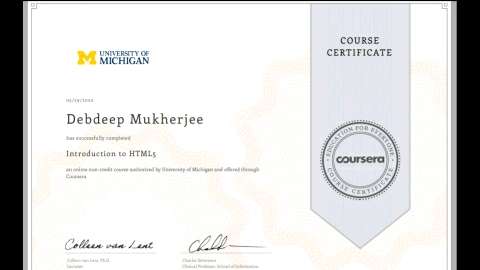 UNIVERSITY OF
MICHIGAN
COURSE
CERTIFICATE
Debdeep Mukherjee
has successfully completed
Introduction to HTML5
an online non-credit course authorized by University of Michigan and offered through
Coursera
EDUCATION FOR EVERYONE
coursera
COURSE CERTIFICATE
Colleen van Lent
Colleen van Lent, Ph.D.
Lecturer
Charles Severance
Clinical Professor, School of Information